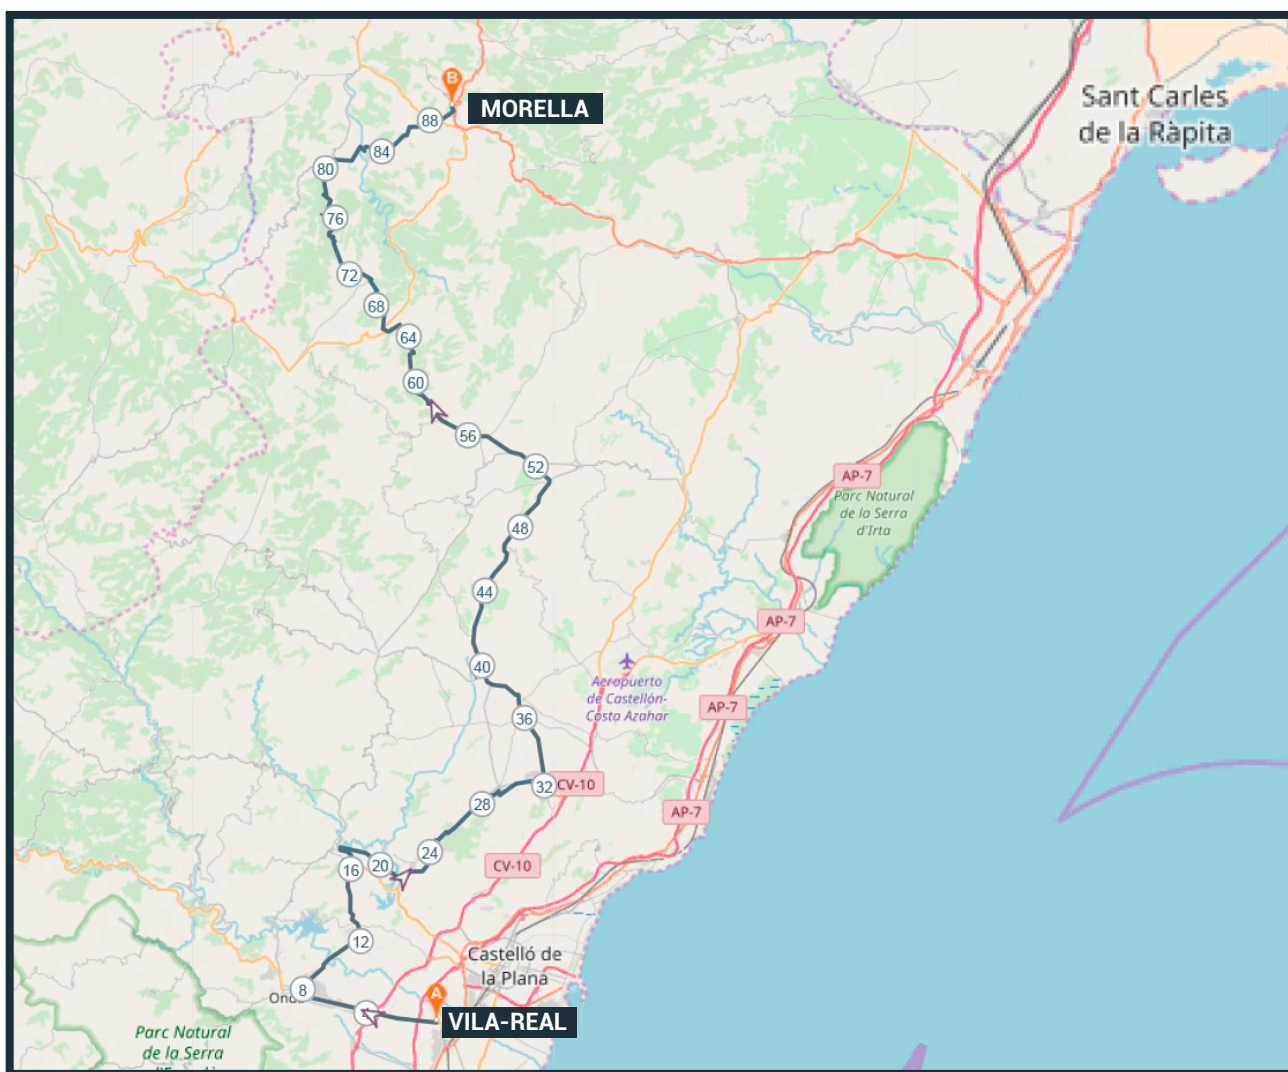 Sant Carles
de la Ràpita
B
MORELLA
88
84
80
76
72
68
64
60
56
52
AP-7
Parc Natural
de la Serra
d'Irta
48
44
AP-7
40
Aeropuerto
de Castellón-
Costa Azahar
AP-7
36
32
CV-10
28
AP-7
24
20
16
CV-10
12
Castelló de
la Plana
8
A
VILA-REAL
Parc Natural
de la Serra